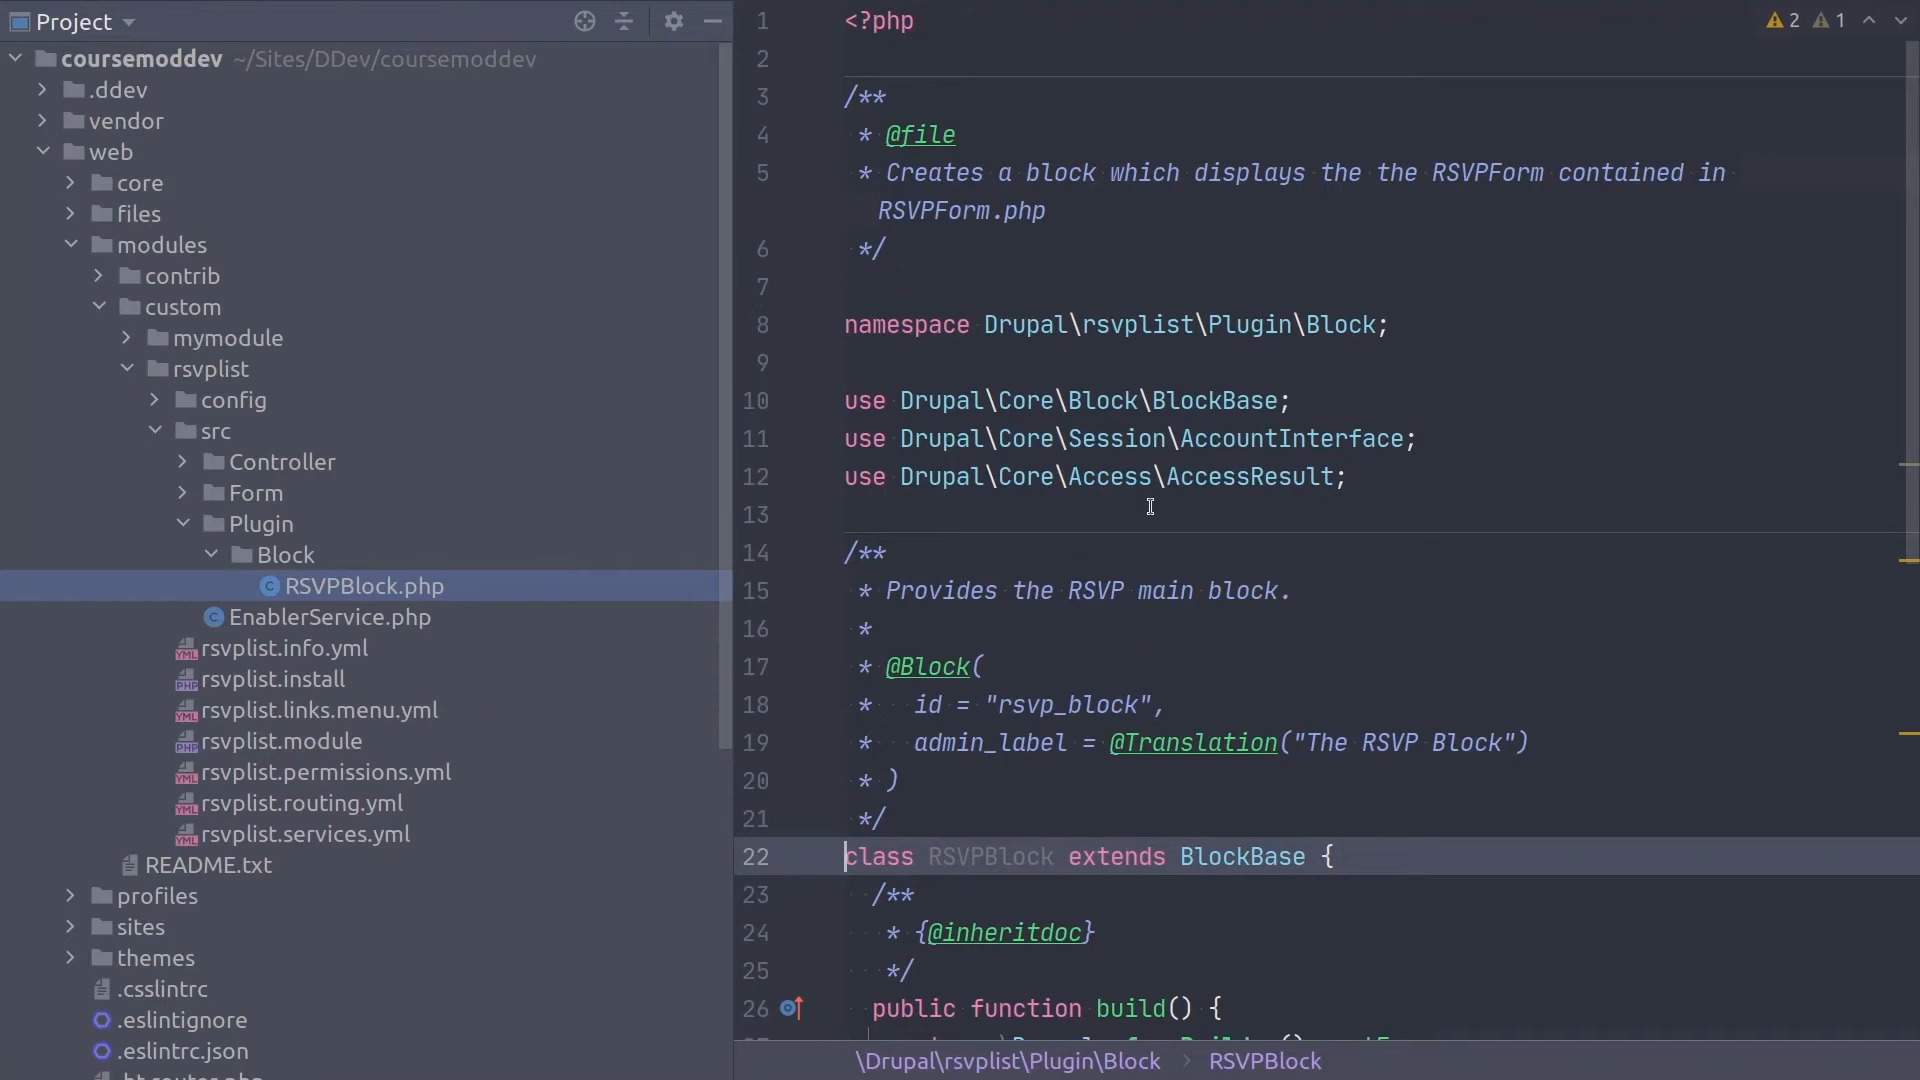 Project
coursemoddev ~/Sites/DDev/coursemoddev
.ddev
vendor
web
core
files
modules
contrib
custom
mymodule
rsvplist
config
src
Controller
Form
Plugin
Block
RSVPBlock.php
EnablerService.php
rsvplist.info.yml
rsvplist.install
rsvplist.links.menu.yml
rsvplist.module
rsvplist.permissions.yml
rsvplist.routing.yml
rsvplist.services.yml
README.txt
profiles
sites
themes
.csslintrc
.eslintignore
.eslintrc.json
2 1
1 <?php
2
3 /**
4 * @file
5 * Creates a block which displays the the RSVPForm contained in
RSVPForm.php
6 */
7
8 namespace Drupal\rsvplist\Plugin\Block;
9
10 use Drupal\Core\Block\BlockBase;
11 use Drupal\Core\Session\AccountInterface;
12 use Drupal\Core\Access\AccessResult;
13
14 /**
15 * Provides the RSVP main block.
16 *
17 * @Block(
18 * id = "rsvp_block",
19 * admin_label = @Translation("The RSVP Block")
20 * )
21 */
22 class RSVPBlock extends BlockBase {
23 /**
24 * {@inheritdoc}
25 */
26 public function build() {
\Drupal\rsvplist\Plugin\Block > RSVPBlock